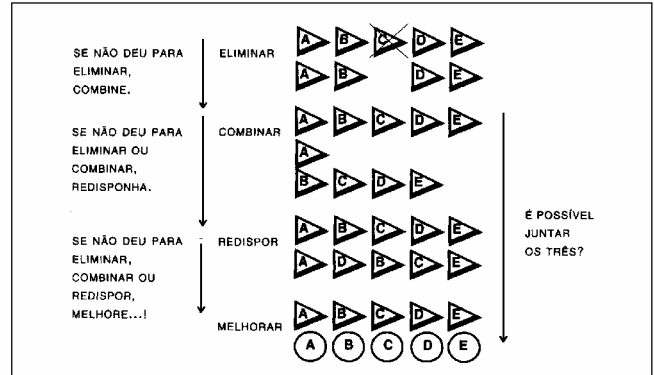 SE NÃO DEU PARA
ELIMINAR,
COMBINE.
ELIMINAR
A B C D E
A B D E
SE NÃO DEU PARA
ELIMINAR OU
COMBINAR,
REDISPONHA.
COMBINAR
A B C D E
A
B C D E
SE NÃO DEU PARA
ELIMINAR,
COMBINAR OU
REDISPOR,
MELHORE...!
REDISPOR
A B C D E
A D B C E
MELHORAR
A B C D E
A B C D E
É POSSÍVEL
JUNTAR
OS TRÊS?